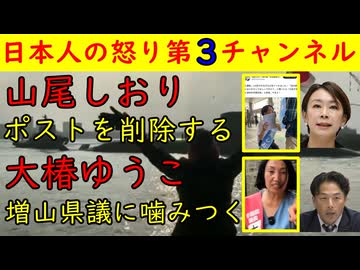 日本人の怒り第3チャンネル
山尾しおり
ポストを削除する
大椿ゆうこ
増山県議に噛みつく